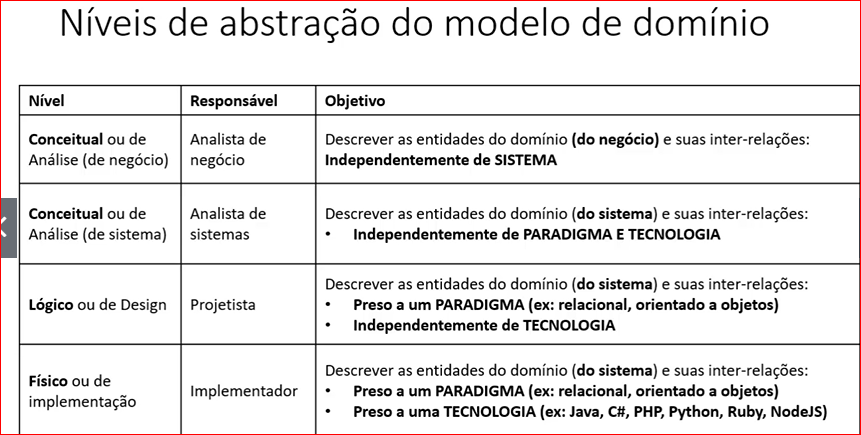 Níveis de abstração do modelo de domínio
Nível Responsável Objetivo
Conceitual ou de
Análise (de negócio)
Analista de
negócio
Descrever as entidades do domínio (do negócio) e suas inter-relações:
Independentemente de SISTEMA
Conceitual ou de
Análise (de sistema)
Analista de
sistemas
Descrever as entidades do domínio (do sistema) e suas inter-relações:
• Independentemente de PARADIGMA E TECNOLOGIA
Lógico ou de Design
Projetista
Descrever as entidades do domínio (do sistema) e suas inter-relações:
• Preso a um PARADIGMA (ex: relacional, orientado a objetos)
• Independentemente de TECNOLOGIA
Físico ou de
implementação
Implementador
Descrever as entidades do domínio (do sistema) e suas inter-relações:
• Preso a um PARADIGMA (ex: relacional, orientado a objetos)
• Preso a uma TECNOLOGIA (ex: Java, C#, PHP, Python, Ruby, NodeJS)